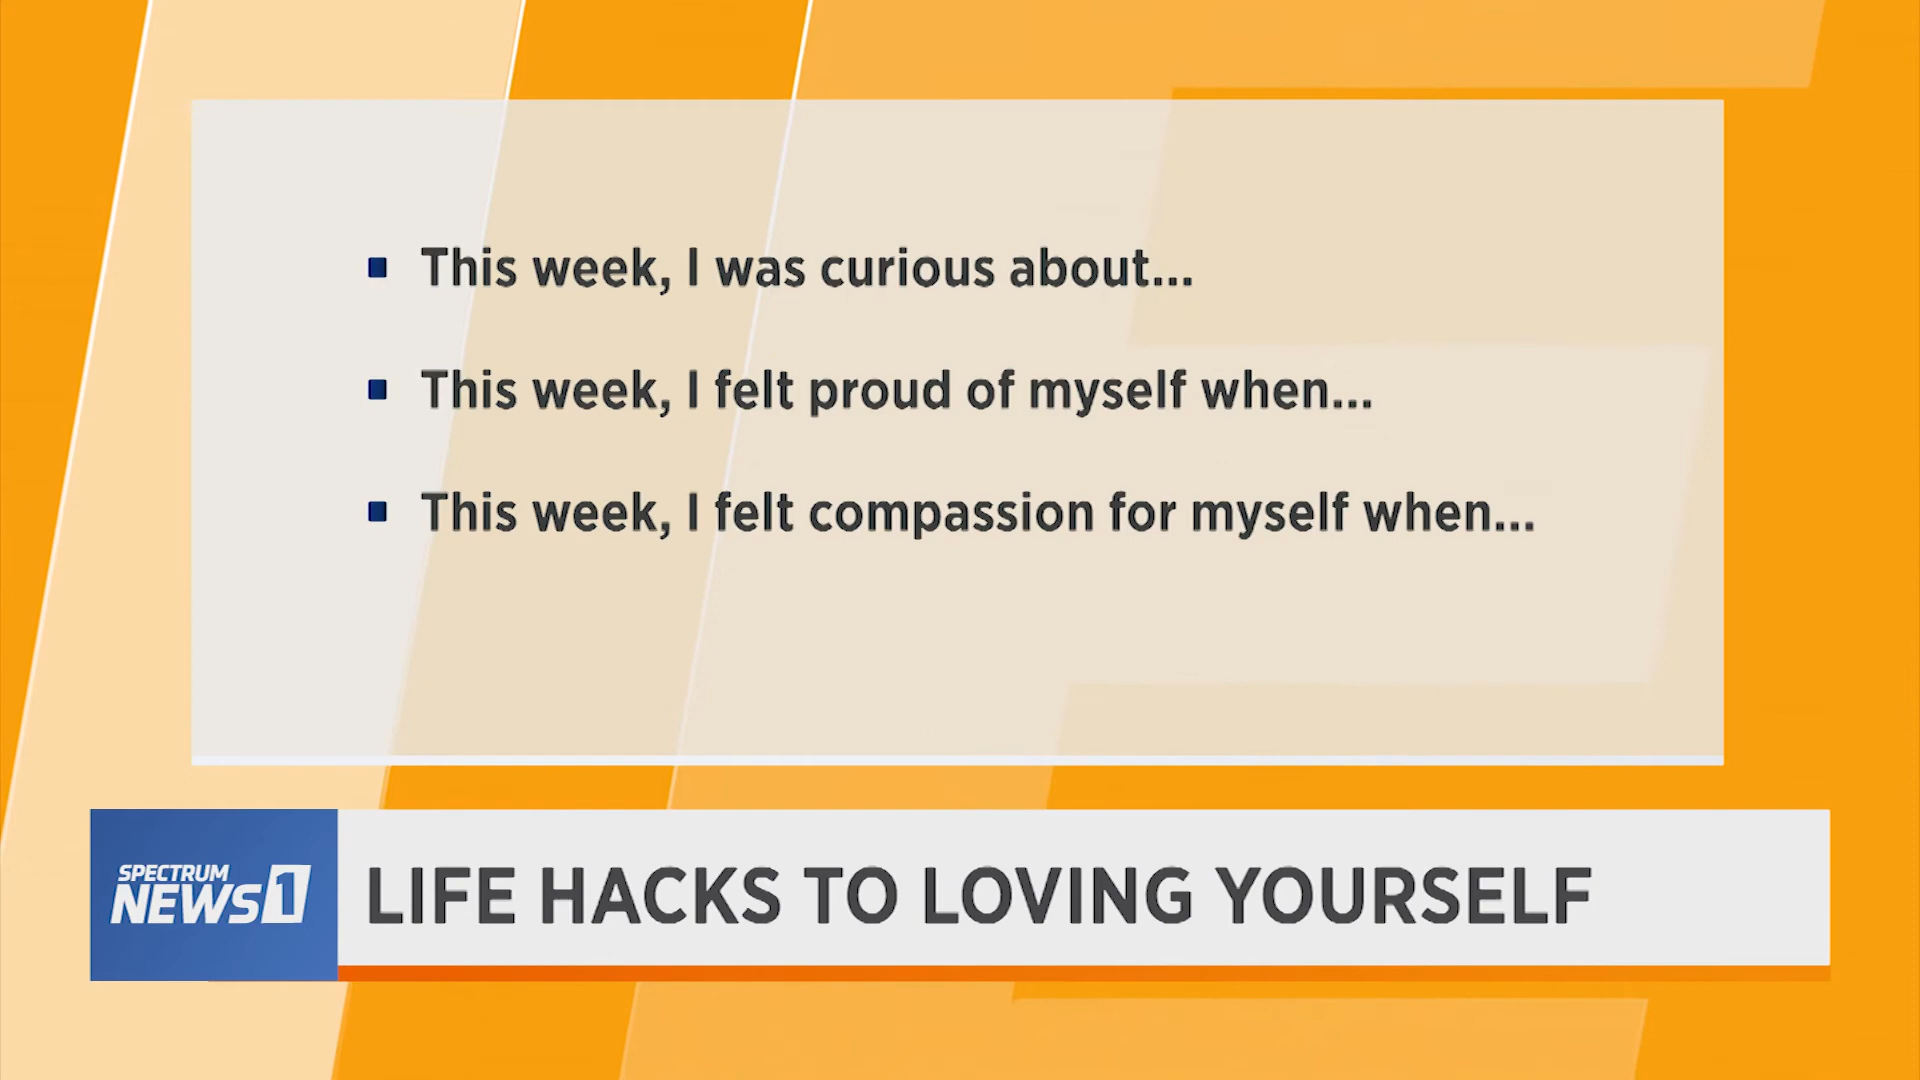 This week, I was curious about...
This week, I felt proud of myself when...
This week, I felt compassion for myself when...
SPECTRUM
NEWS1
LIFE HACKS TO LOVING YOURSELF